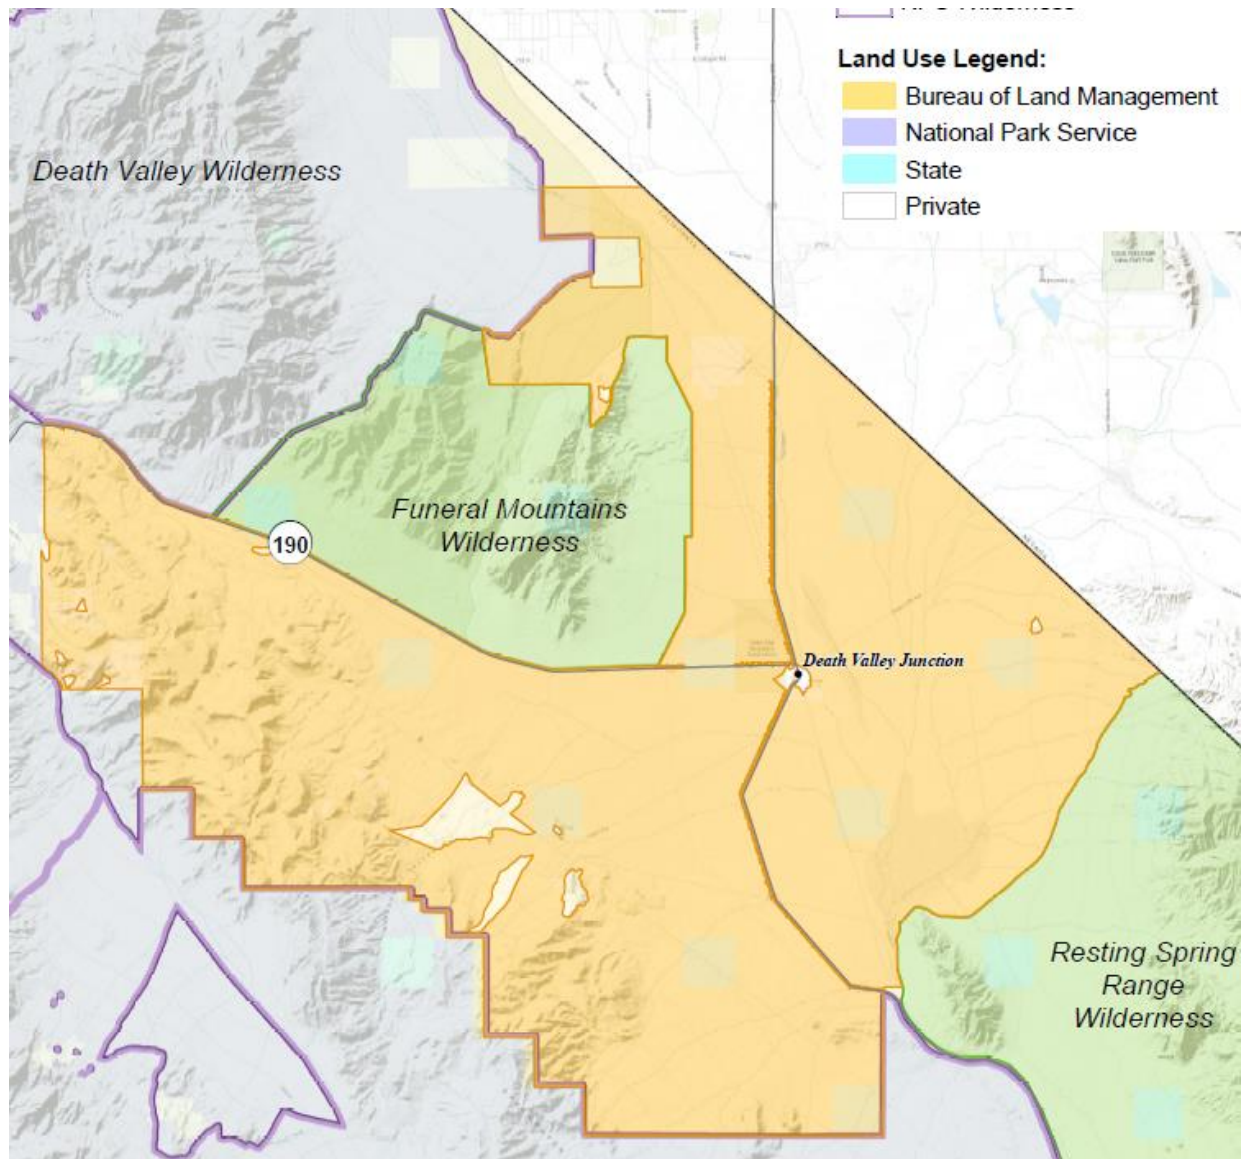 Land Use Legend:
Bureau of Land Management
National Park Service
State
Private
Death Valley Wilderness
Funeral Mountains
Wilderness
190
Death Valley Junction
Resting Spring
Range
Wilderness